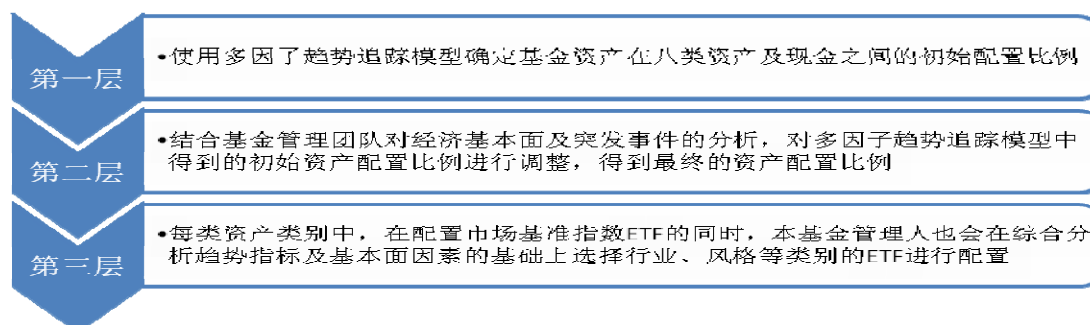 第一层
•使用多因了趋势追踪模型确定基金资产在八类资产及现金之间的初始配置比例
第二层
•结合基金管理团队对经济基本面及突发事件的分析，对多因子趋势追踪模型中
得到的初始资产配置比例进行调整，得到最终的资产配置比例
第三层
•每类资产类别中，在配置市场基准指数ETF的同时，本基金管理人也会在综合分
析趋势指标及基本面因素的基础上选择行业、风格等类别的ETF进行配置